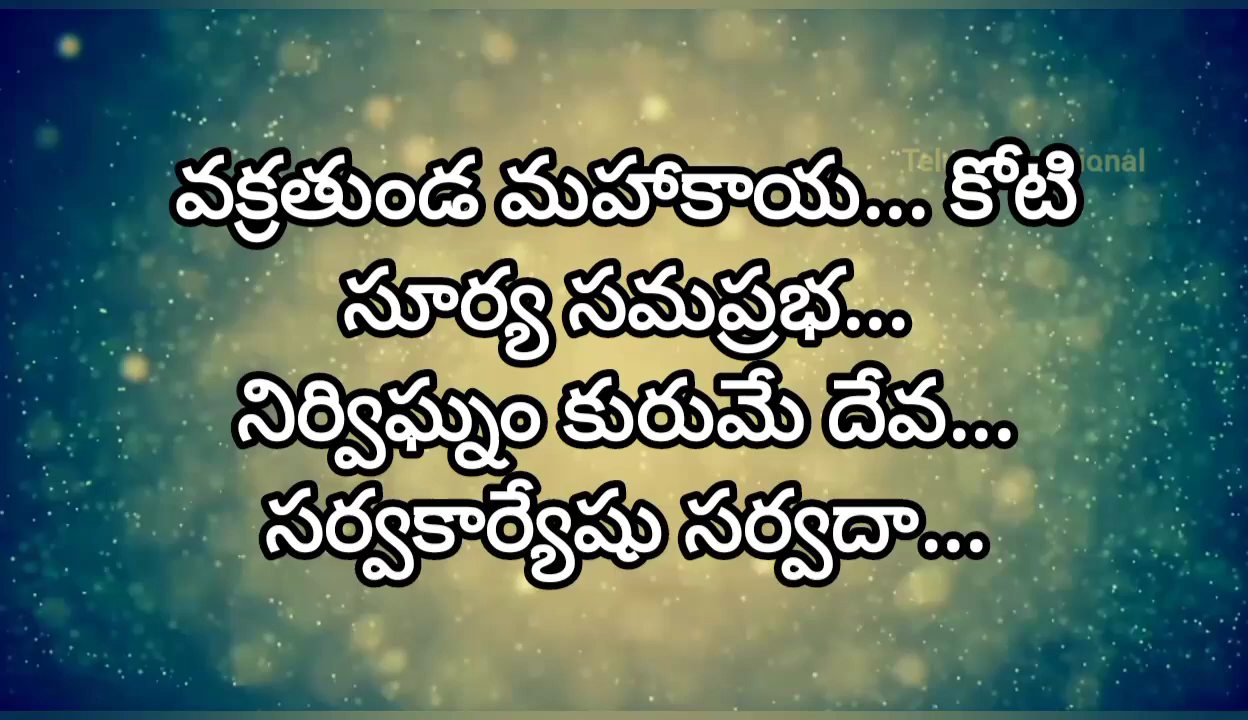 వక్రతుండ మహాకాయ... కోటి
సూర్య సమప్రభ...
నిర్విఘ్నం కురుమే దేవ...
సర్వకార్యేషు సర్వదా...